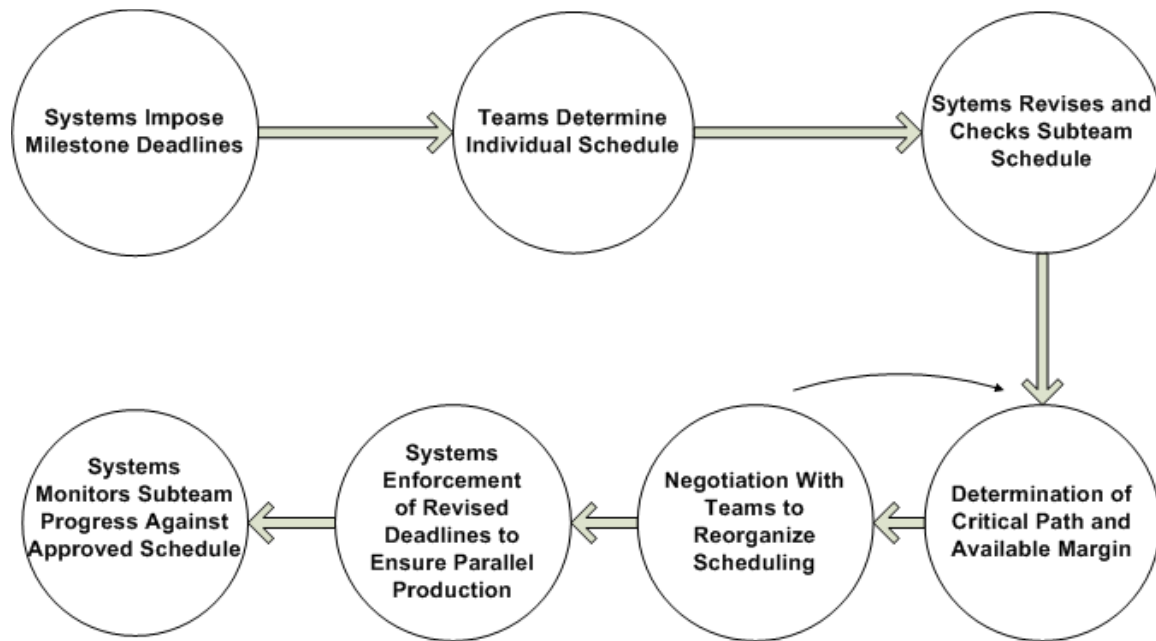 Systems Impose
Milestone Deadlines
Teams Determine
Individual Schedule
Sytems Revises and
Checks Subteam
Schedule
Determination of
Critical Path and
Available Margin
Negotiation With
Teams to
Reorganize
Scheduling
Systems
Enforcement
of Revised
Deadlines to
Ensure Parallel
Production
Systems
Monitors Subteam
Progress Against
Approved Schedule